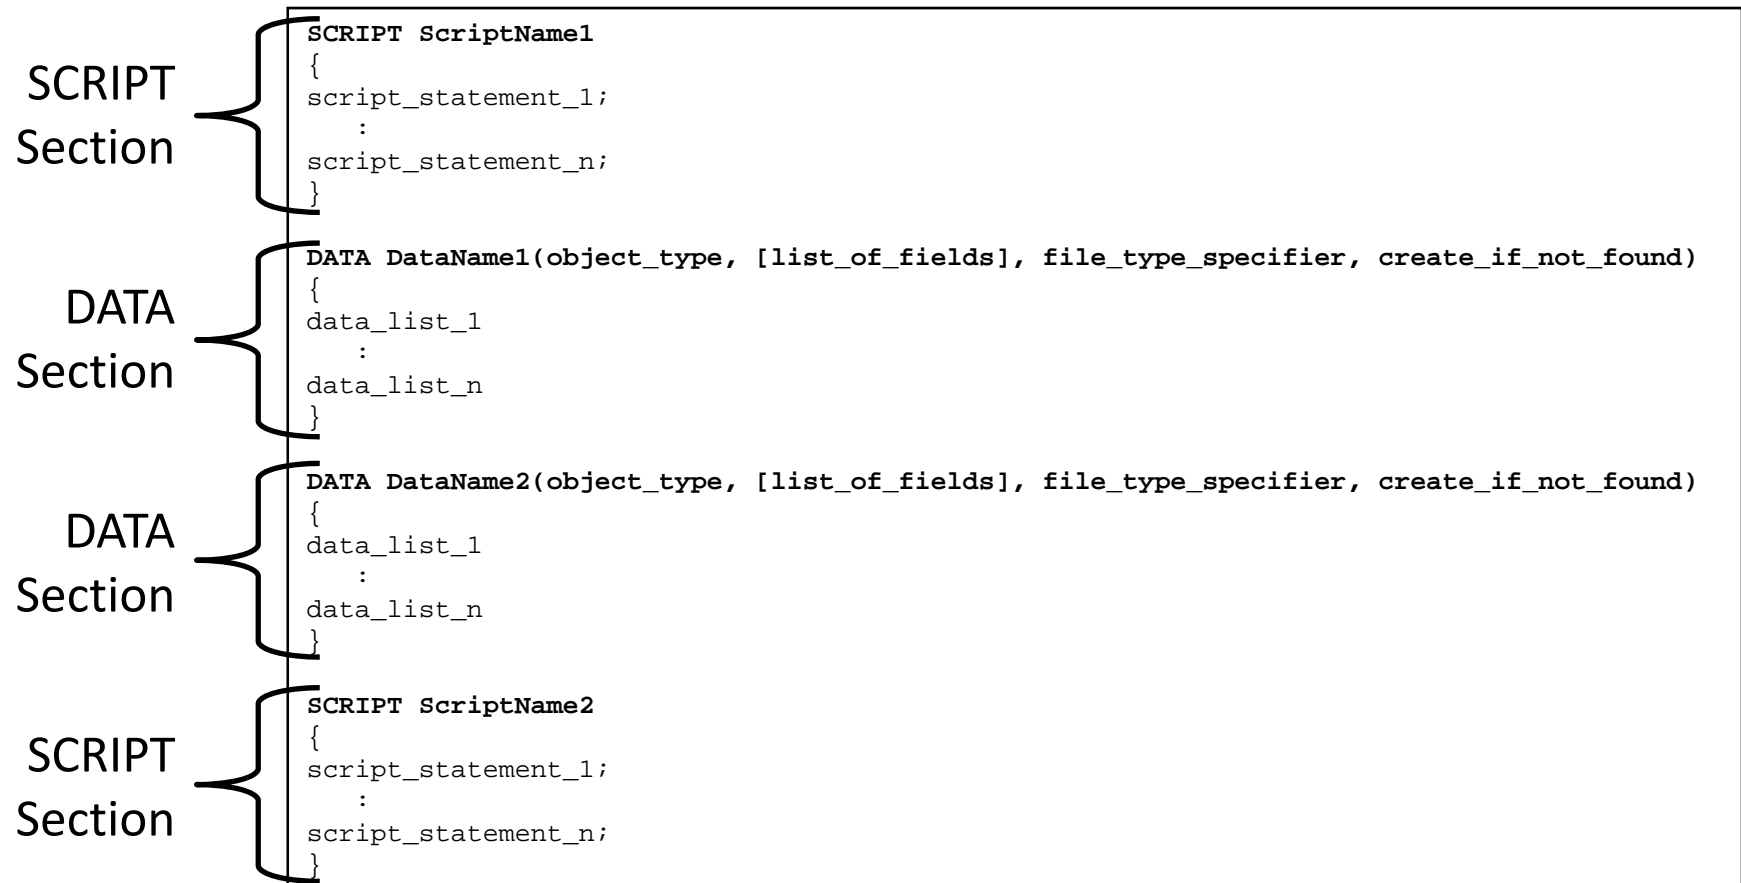 SCRIPT
Section
SCRIPT ScriptName1
{
script_statement_1;
:
script_statement_n;
}
DATA
Section
DATA DataName1(object_type, [list_of_fields], file_type_specifier, create_if_not_found)
{
data_list_1
:
data_list_n
}
DATA
Section
DATA DataName2(object_type, [list_of_fields], file_type_specifier, create_if_not_found)
{
data_list_1
:
data_list_n
}
SCRIPT
Section
SCRIPT ScriptName2
{
script_statement_1;
:
script_statement_n;
}